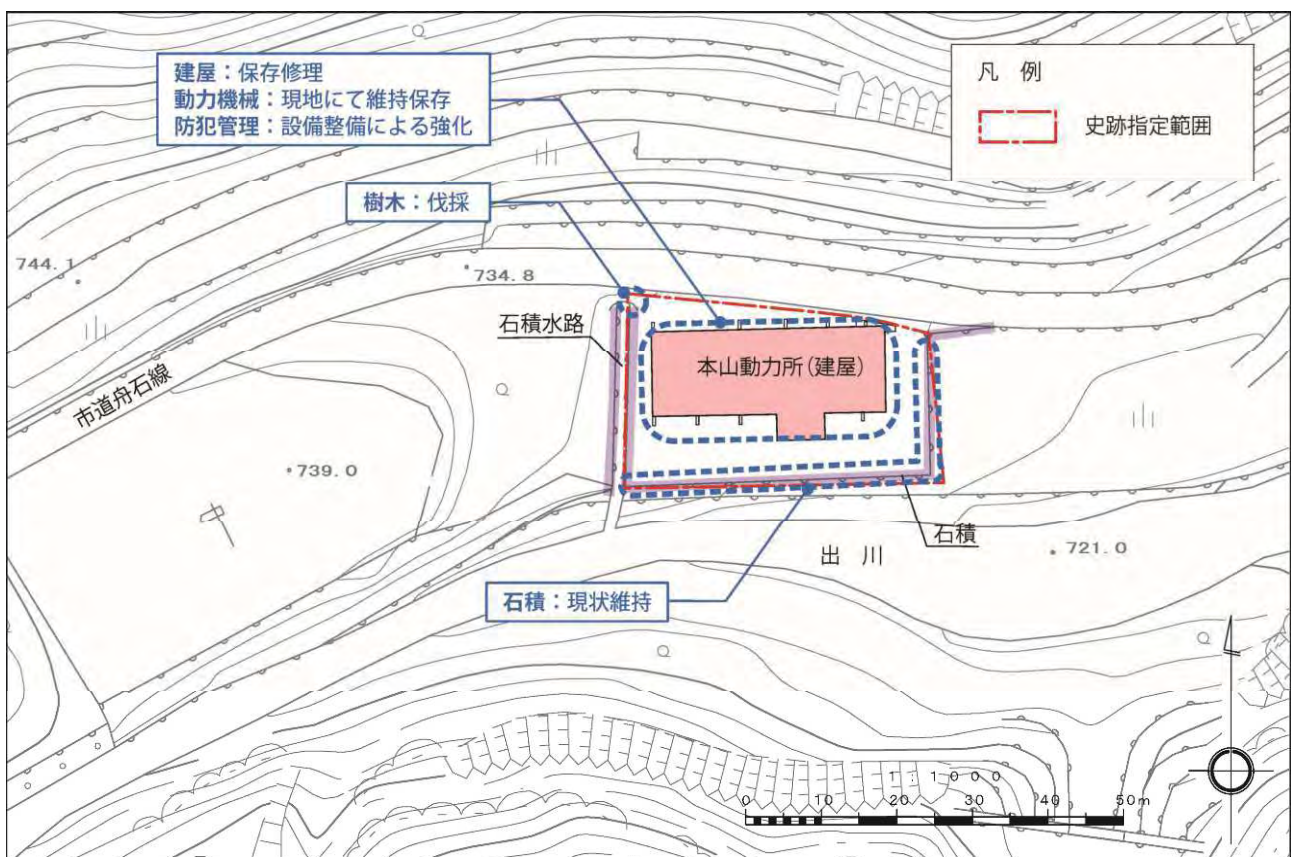 建屋：保存修理
動力機械：現地にて維持保存
防犯管理：設備整備による強化
凡 例
史跡指定範囲
樹木：伐採
744.1
734.8
石積水路
本山動力所(建屋)
市道舟石線
739.0
石積
出 川
721.0
石積：現状維持
1:1000
0 10 20 30 40 50m